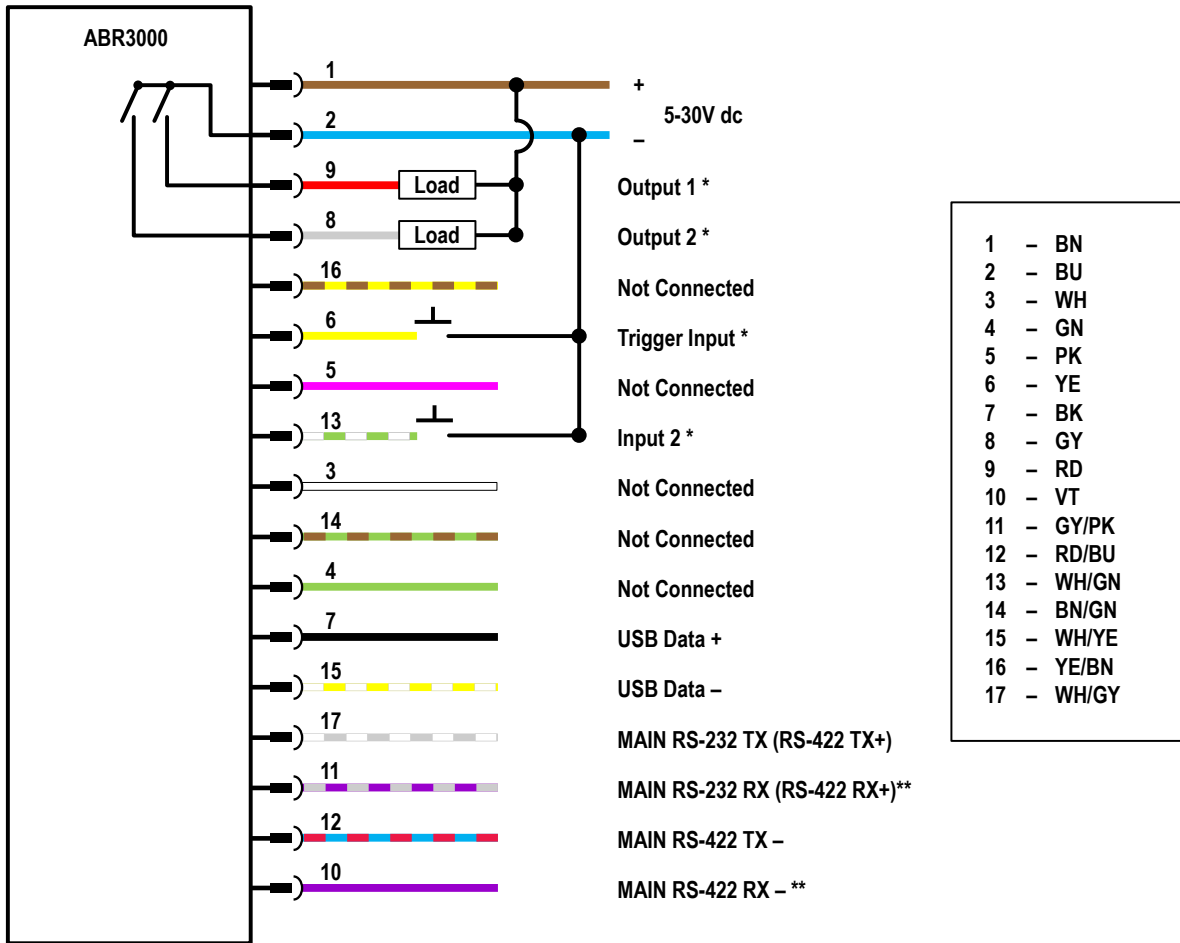 ABR3000
1
+
5-30V dc
2
–
9 Load Output 1 *
8 Load Output 2 *
16 Not Connected
6 Trigger Input *
5 Not Connected
13 Input 2 *
3 Not Connected
14 Not Connected
4 Not Connected
7 USB Data +
15 USB Data –
17 MAIN RS-232 TX (RS-422 TX+)
11 MAIN RS-232 RX (RS-422 RX+)**
12 MAIN RS-422 TX –
10 MAIN RS-422 RX – **
1 – BN
2 – BU
3 – WH
4 – GN
5 – PK
6 – YE
7 – BK
8 – GY
9 – RD
10 – VT
11 – GY/PK
12 – RD/BU
13 – WH/GN
14 – BN/GN
15 – WH/YE
16 – YE/BN
17 – WH/GY